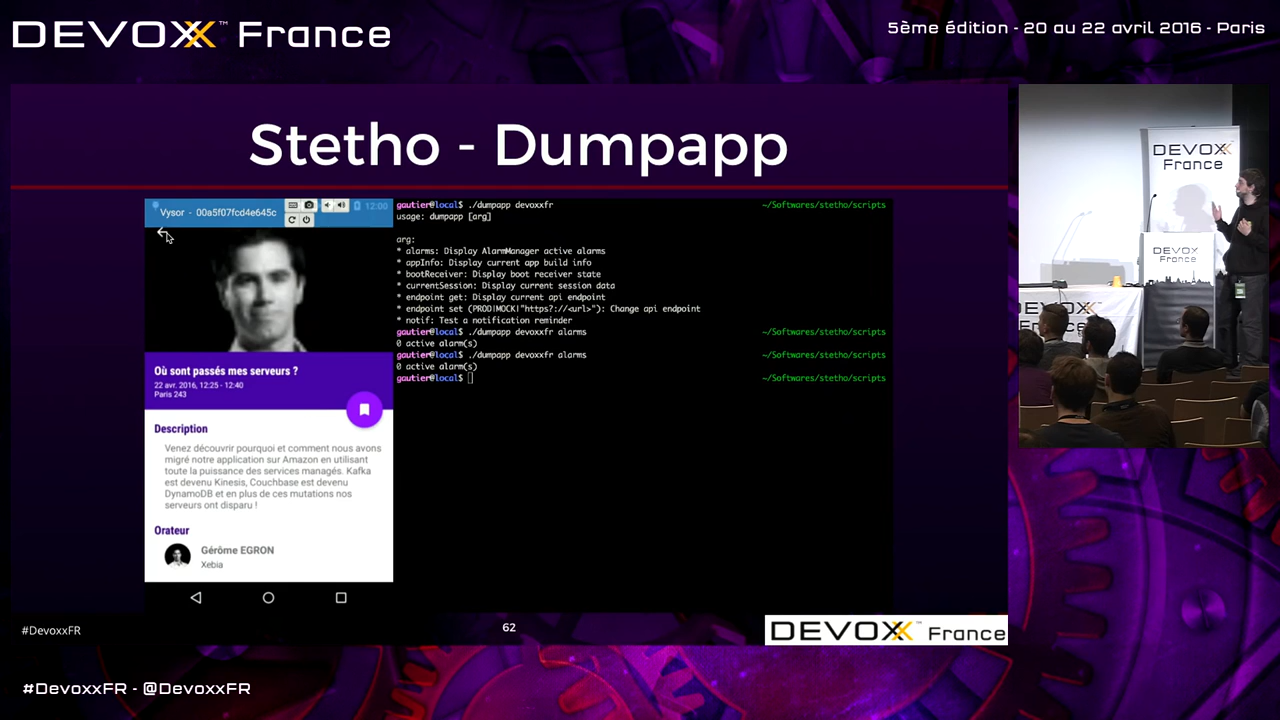 DEVOXX™ France
5ème édition - 20 au 22 avril 2016 - Paris
Stetho - Dumpapp
Vysor - 00a5f07fcd4e645c
12:00
Où sont passés mes serveurs ?
22 avr. 2016, 12:25 - 12:40
Paris 243
Description
Venez découvrir pourquoi et comment nous avons
migré notre application sur Amazon en utilisant
toute la puissance des services managés. Kafka
est devenu Kinesis, Couchbase est devenu
DynamoDB et en plus de ces mutations nos
serveurs ont disparu !
Orateur
Gérôme EGRON
Xebia
gautier@local$ ./dumpapp devoxxfr ~/Softwares/stetho/scripts
usage: dumpapp [arg]
arg:
* alarms: Display AlarmManager active alarms
* appInfo: Display current app build info
* bootReceiver: Display boot receiver state
* currentSession: Display current session data
* endpoint get: Display current api endpoint
* endpoint set (PROD|MOCK|"https?://<url>"): Change api endpoint
* notif: Test a notification reminder
gautier@local$ ./dumpapp devoxxfr alarms ~/Softwares/stetho/scripts
0 active alarm(s)
gautier@local$ ./dumpapp devoxxfr alarms ~/Softwares/stetho/scripts
0 active alarm(s)
gautier@local$ ~/Softwares/stetho/scripts
DEVOXX
France
DEVOXX
France
DEVOXX
France
#DevoxxFR
62
DEVOXX France
#DevoxxFR - @DevoxxFR